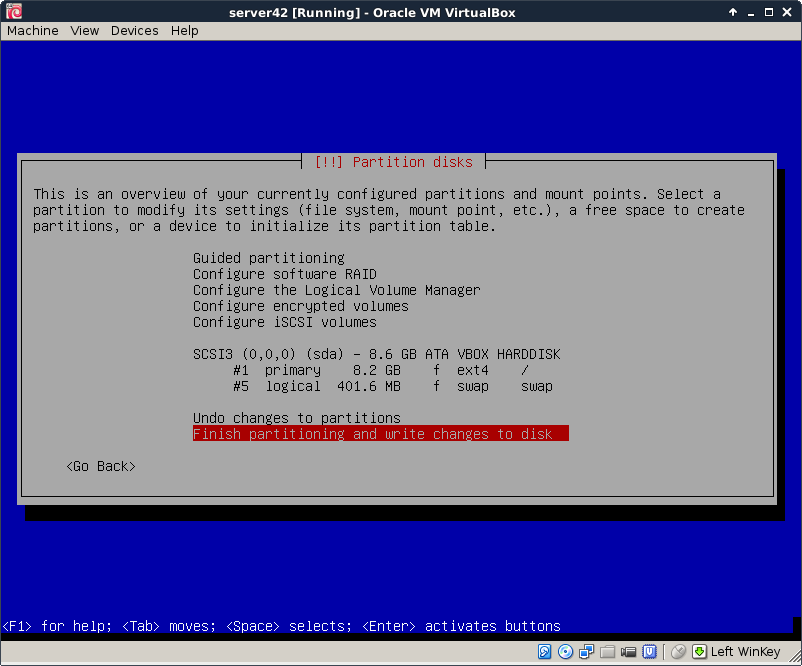 server42 [Running] - Oracle VM VirtualBox
Machine View Devices Help
[!!] Partition disks
This is an overview of your currently configured partitions and mount points. Select a
partition to modify its settings (file system, mount point, etc.), a free space to create
partitions, or a device to initialize its partition table.
Guided partitioning
Configure software RAID
Configure the Logical Volume Manager
Configure encrypted volumes
Configure iSCSI volumes
SCSI3 (0,0,0) (sda) - 8.6 GB ATA VBOX HARDDISK
#1 primary 8.2 GB f ext4 /
#5 logical 401.6 MB f swap swap
Undo changes to partitions
Finish partitioning and write changes to disk
<Go Back>
<F1> for help; <Tab> moves; <Space> selects; <Enter> activates buttons
Left WinKey